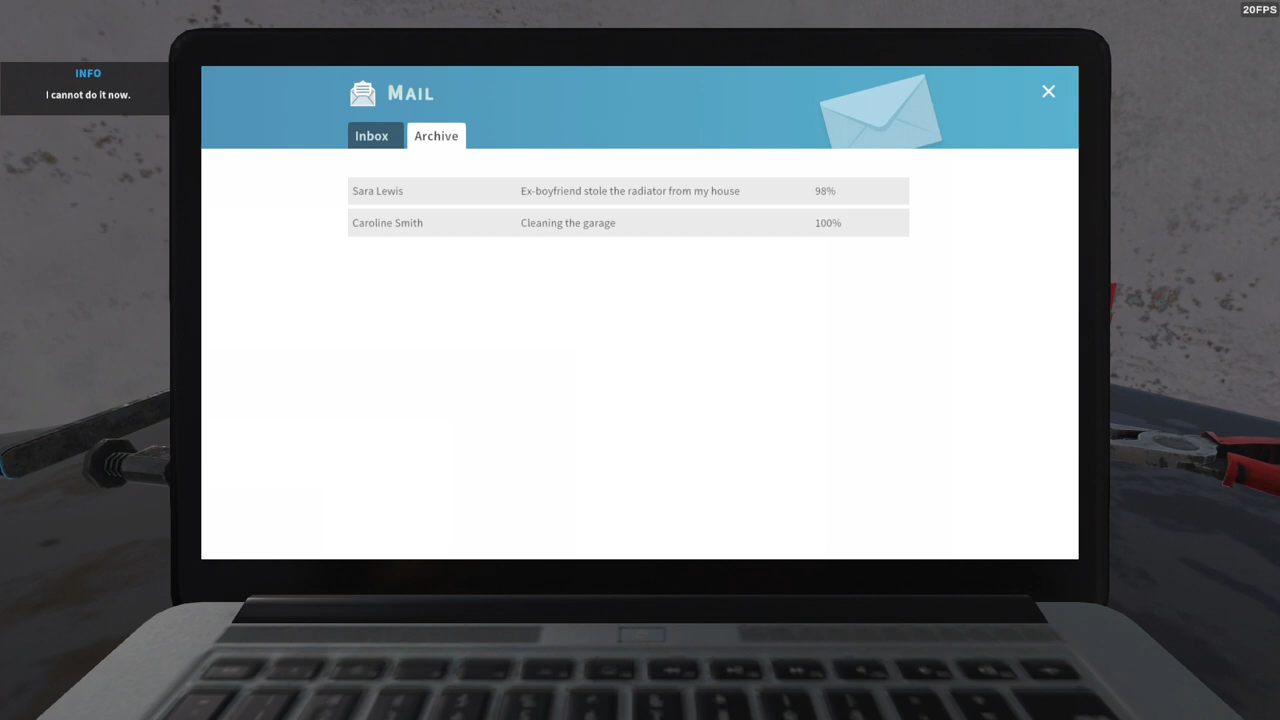 20FPS
INFO
I cannot do it now.
MAIL
Inbox Archive
Sara Lewis Ex-boyfriend stole the radiator from my house 98%
Caroline Smith Cleaning the garage 100%